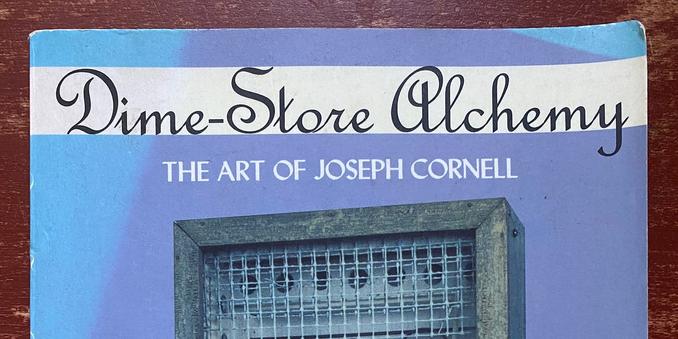 Dime-Store Alchemy
THE ART OF JOSEPH CORNELL